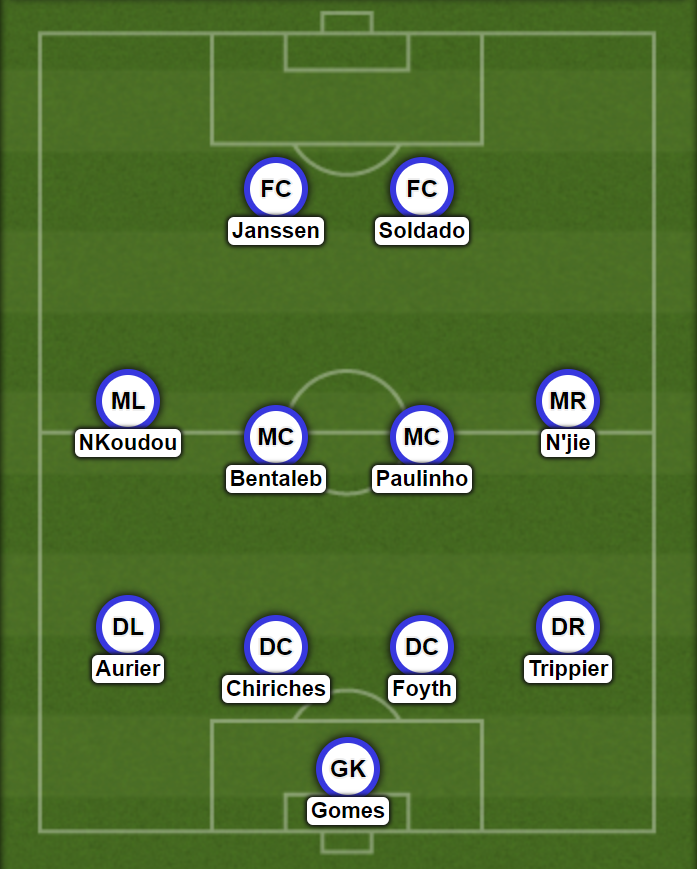 FC
Janssen
FC
Soldado
ML
NKoudou
MC
Bentaleb
MC
Paulinho
MR
N'jie
DL
Aurier
DC
Chiriches
DC
Foyth
DR
Trippier
GK
Gomes